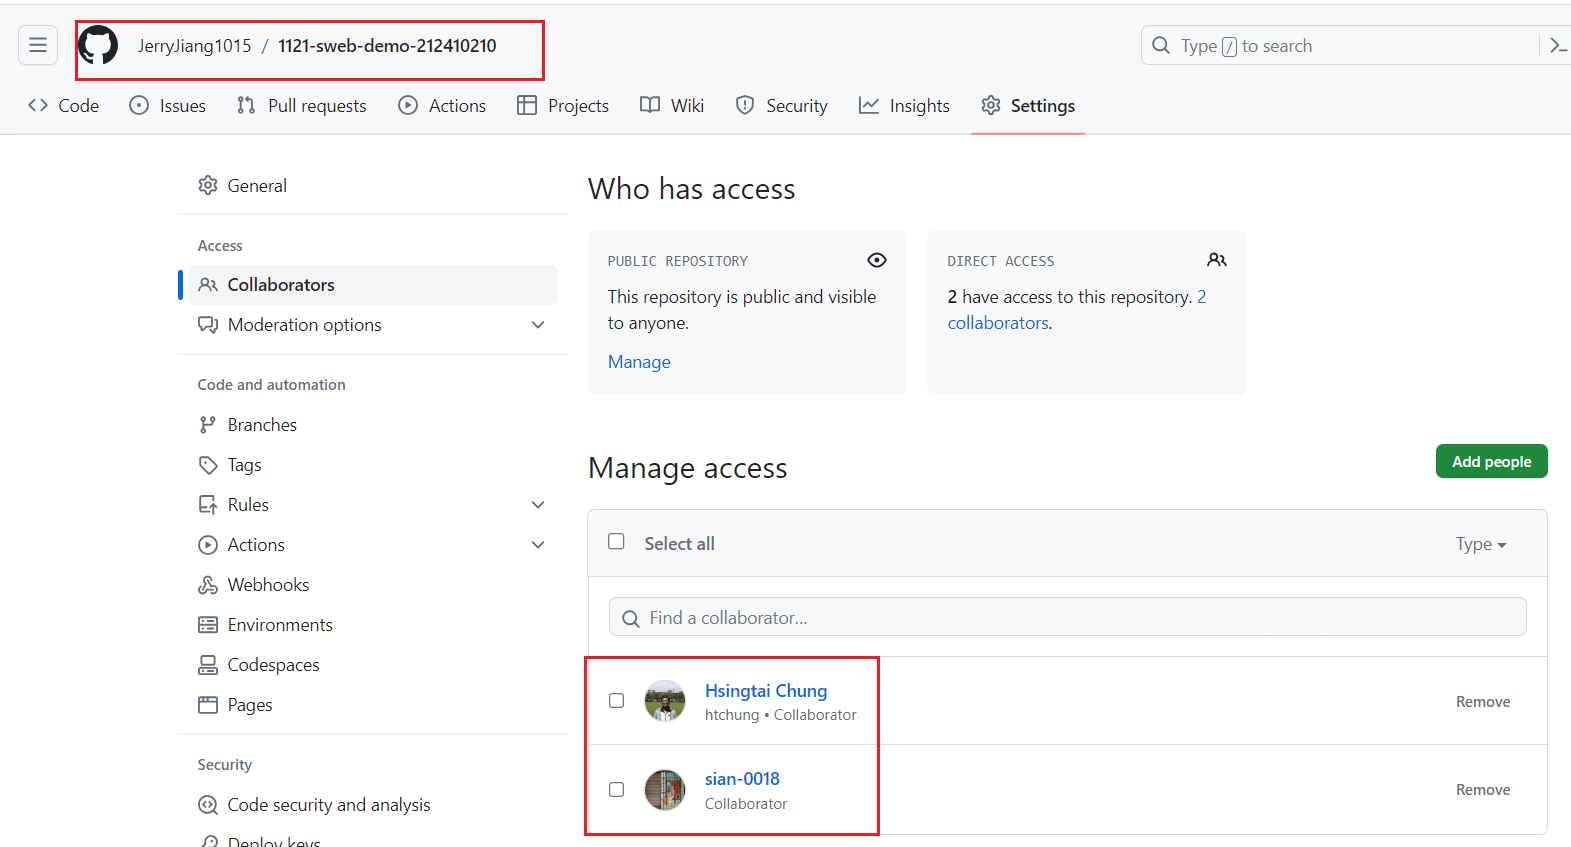 JerryJiang1015 / 1121-sweb-demo-212410210
Type / to search
Code
Issues
Pull requests
Actions
Projects
Wiki
Security
Insights
Settings
General
Access
Collaborators
Moderation options
Code and automation
Branches
Tags
Rules
Actions
Webhooks
Environments
Codespaces
Pages
Security
Code security and analysis
Deploy keys
Who has access
PUBLIC REPOSITORY
This repository is public and visible
to anyone.
Manage
DIRECT ACCESS
2 have access to this repository. 2
collaborators.
Manage access
Add people
Select all
Type
Find a collaborator...
Hsingtai Chung
htchung • Collaborator
Remove
sian-0018
Collaborator
Remove